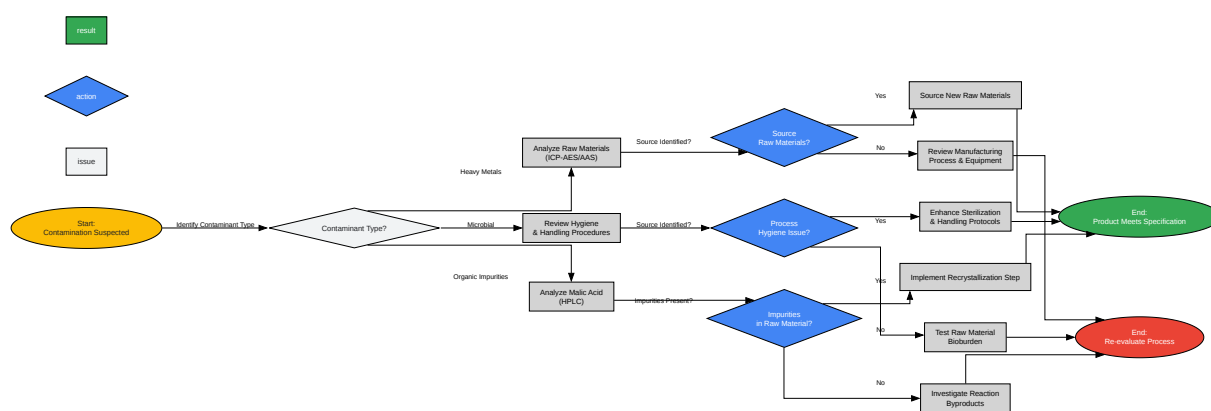 result
action
issue
Start:
Contamination Suspected
Identify Contaminant Type
Contaminant Type?
Heavy Metals
Microbial
Organic Impurities
Analyze Raw Materials
(ICP-AES/AAS)
Review Hygiene
& Handling Procedures
Analyze Malic Acid
(HPLC)
Source Identified?
Source Identified?
Impurities Present?
Source
Raw Materials?
Process
Hygiene Issue?
Impurities
in Raw Material?
Yes
No
Yes
Yes
No
No
Source New Raw Materials
Review Manufacturing
Process & Equipment
Enhance Sterilization
& Handling Protocols
Implement Recrystallization Step
Test Raw Material
Bioburden
Investigate Reaction
Byproducts
End:
Product Meets Specification
End:
Re-evaluate Process